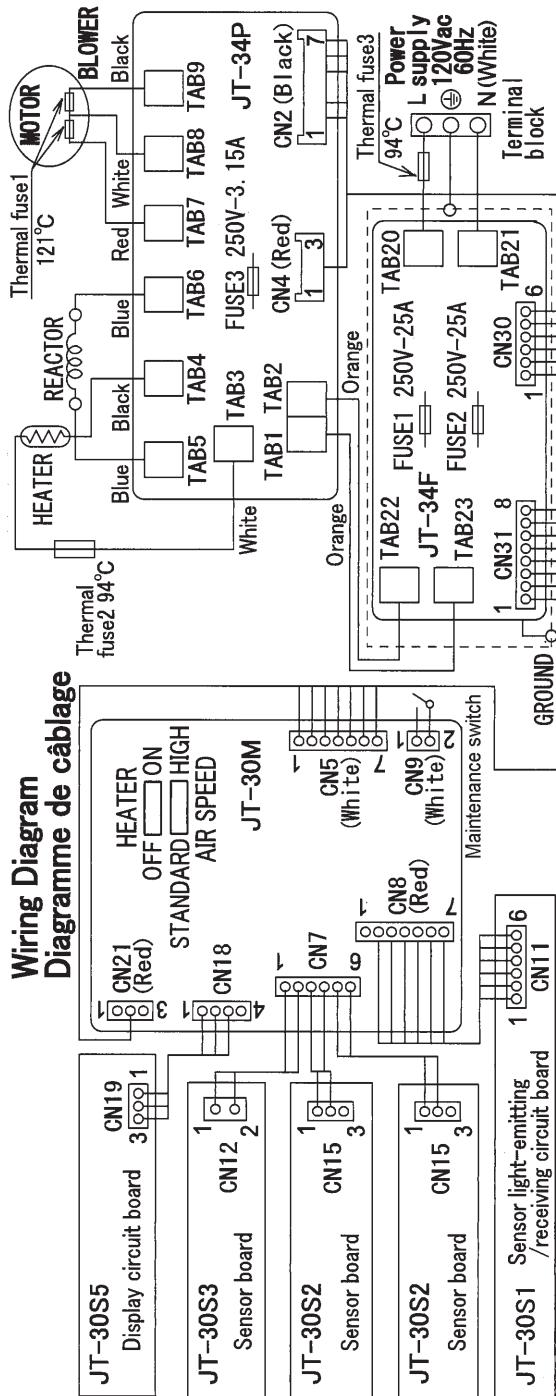 Wiring Diagram
Diagramme de câblage
JT-30S5
Display circuit board
CN19
3 1
JT-30S3
Sensor board
CN12
1
2
JT-30S2
Sensor board
CN15
1
3
JT-30S2
Sensor board
CN15
1
3
JT-30S1
Sensor light-emitting
/receiving circuit board
1 CN11 6
1
3
CN21
(Red)
1
4
CN18
HEATER
OFF ON
STANDARD HIGH
AIR SPEED
JT-30M
1
6
CN7
1
7
CN8
(Red)
1
7
CN5
(White)
1
2
CN9
(White)
Maintenance switch
Thermal
fuse2 94°C
HEATER
REACTOR
Thermal fuse1
121°C
MOTOR
BLOWER
Blue
Black
Blue
Red
White
Black
TAB5
TAB4
TAB6
TAB7
TAB8
TAB9
White
TAB3
FUSE3 250V-3. 15A
JT-34P
TAB1
TAB2
CN4 (Red)
1 3
CN2 (Black)
1 7
Orange
Orange
Thermal fuse3
94°C
Power
L supply
120Vac
60Hz
N (White)
Terminal
block
TAB22
TAB23
JT-34F
FUSE1 250V-25A
FUSE2 250V-25A
TAB20
TAB21
1 CN31 8
1 CN30 6
GROUND